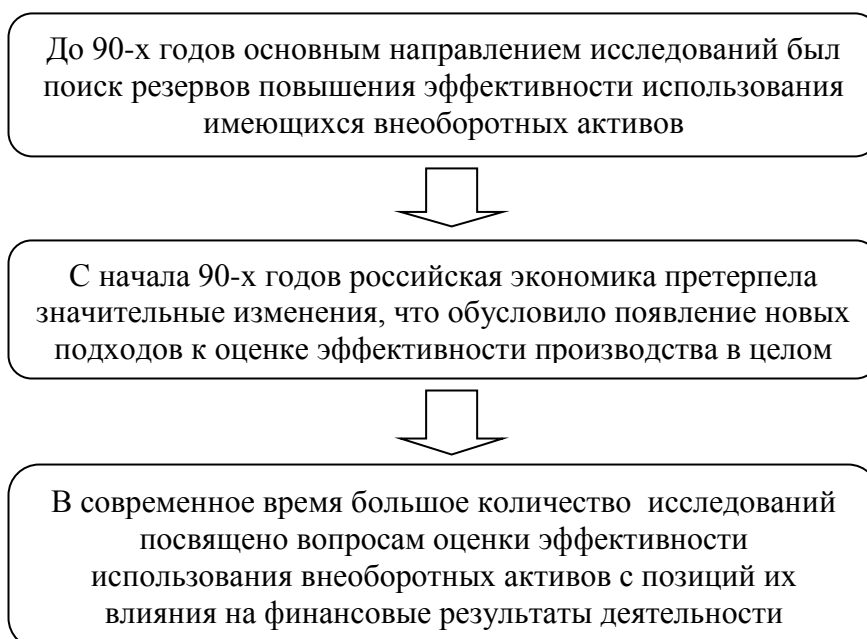 До 90-х годов основным направлением исследований был
поиск резервов повышения эффективности использования
имеющихся внеоборотных активов
С начала 90-х годов российская экономика претерпела
значительные изменения, что обусловило появление новых
подходов к оценке эффективности производства в целом
В современное время большое количество исследований
посвящено вопросам оценки эффективности
использования внеоборотных активов с позиций их
влияния на финансовые результаты деятельности